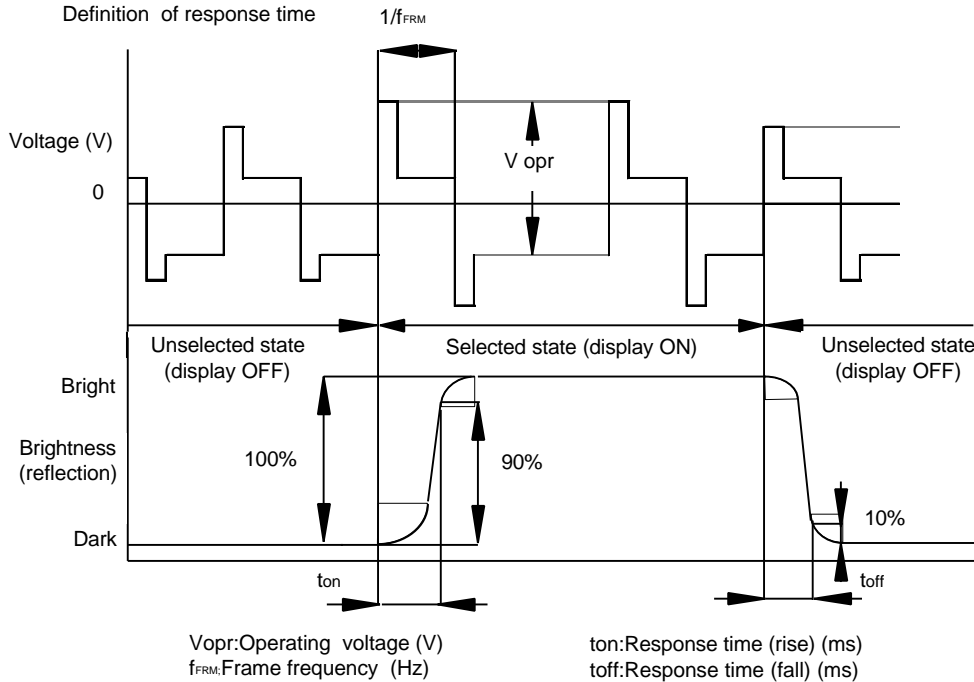 Definition of response time
1/fFRM
Voltage (V)
V opr
0
Unselected state
(display OFF)
Selected state (display ON)
Unselected state
(display OFF)
Bright
Brightness
(reflection)
100%
90%
Dark
10%
ton
toff
Vopr:Operating voltage (V)
fFRM:Frame frequency (Hz)
ton:Response time (rise) (ms)
toff:Response time (fall) (ms)